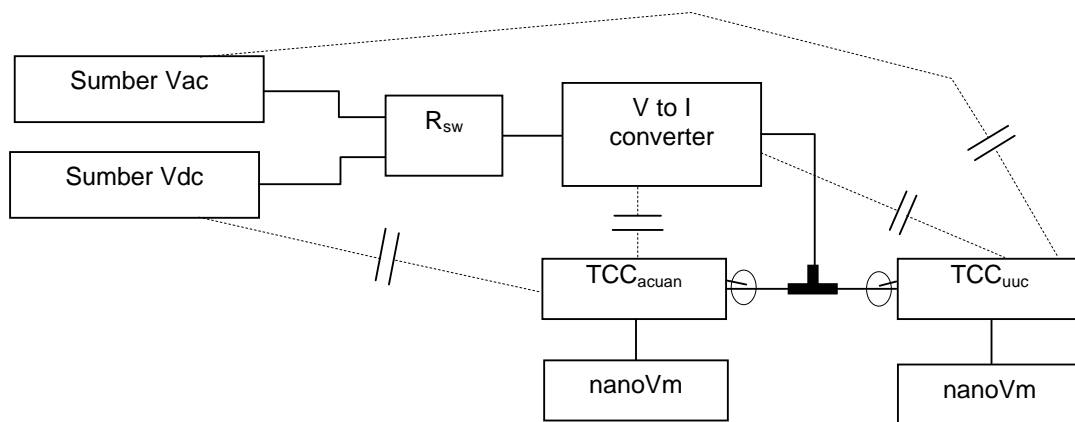 Sumber Vac
Sumber Vdc
Rsw
V to I
converter
TCCacuan
TCCuuc
nanoVm
nanoVm